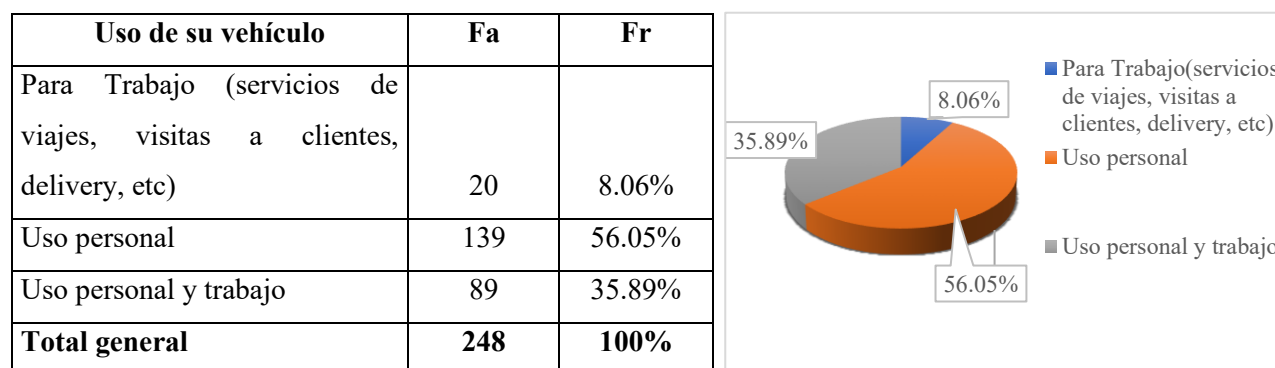 Uso de su vehículo Fa Fr
Para Trabajo (servicios de
viajes, visitas a clientes,
delivery, etc) 20 8.06%
Uso personal 139 56.05%
Uso personal y trabajo 89 35.89%
Total general 248 100%
8.06%
35.89%
56.05%
Para Trabajo(servicios
de viajes, visitas a
clientes, delivery, etc)
Uso personal
Uso personal y trabajo